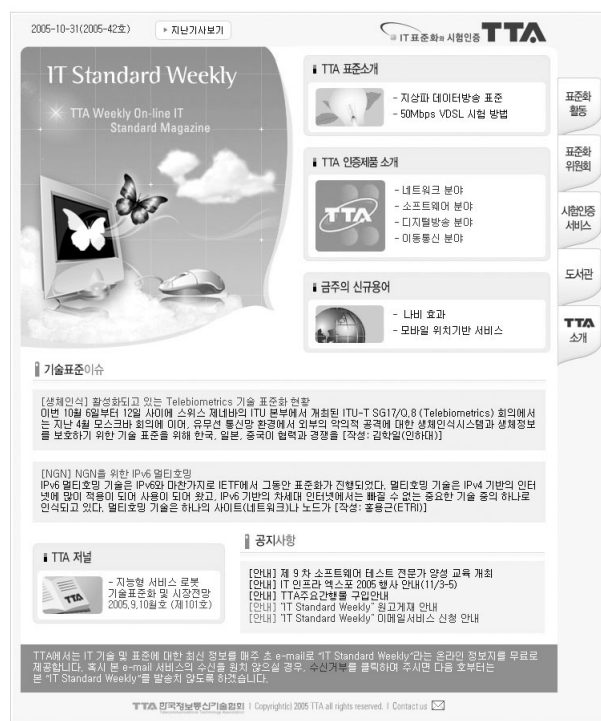 2005-10-31(2005-42호)
지난기사보기
IT표준화와 시험인증 TTA
IT Standard Weekly
TTA Weekly On-line IT
Standard Magazine
TTA 표준소개
- 지상파 데이터방송 표준
- 50Mbps VDSL 시험 방법
TTA 인증제품 소개
TTA
- 네트워크 분야
- 소프트웨어 분야
- 디지털방송 분야
- 이동통신 분야
금주의 신규용어
- 나비 효과
- 모바일 위치기반 서비스
표준화
활동
표준화
위원회
시험인증
서비스
도서관
TTA
소개
기술표준이슈
[생체인식] 활성화되고 있는 Telebiometrics 기술 표준화 현황
이번 10월 6일부터 12일 사이에 스위스 제네바의 ITU 본부에서 개최된 ITU-T SG17/Q.8 (Telebiometrics) 회의에서
는 지난 4월 모스크바 회의에 이어, 유무선 통신망 환경에서 외부의 악의적 공격에 대한 생체인식시스템과 생체정보
를 보호하기 위한 기술 표준을 위해 한국, 일본, 중국이 협력과 경쟁을 [작성: 김학일(인하대)]
[NGN] NGN를 위한 IPv6 멀티호밍
IPv6 멀티호밍 기술은 IPv6와 마찬가지로 IETF에서 그동안 표준화가 진행되었다. 멀티호밍 기술은 IPv4 기반의 인터
넷에 많이 적용이 되어 사용이 되어 왔고, IPv6 기반의 차세대 인터넷에서는 빠질 수 없는 중요한 기술 중의 하나로
인식되고 있다. 멀티호밍 기술은 하나의 사이트(네트워크)나 노드가 [작성: 홍용근(ETRI)]
TTA 저널
TTA
- 지능형 서비스 로봇
기술표준화 및 시장전망
2005.9,10월호 (제101호)
공지사항
[안내] 제 9 차 소프트웨어 테스트 전문가 양성 교육 개최
[안내] IT 인프라 엑스포 2005 행사 안내(11/3-5)
[안내] TTA주요간행물 구입안내
[안내] "IT Standard Weekly" 원고게재 안내
[안내] "IT Standard Weekly" 이메일서비스 신청 안내
TTA에서는 IT 기술 및 표준에 대한 최신 정보를 매주 초 e-mail로 "IT Standard Weekly"라는 온라인 정보지를 무료로
제공합니다. 혹시 본 e-mail 서비스의 수신을 원치 않으실 경우, 수신거부를 클릭하여 주시면 다음 호부터는
본 "IT Standard Weekly"를 발송치 않도록 하겠습니다.
TTA 한국정보통신기술협회 | Copyright(c) 2005 TTA all rights reserved. | Contact us